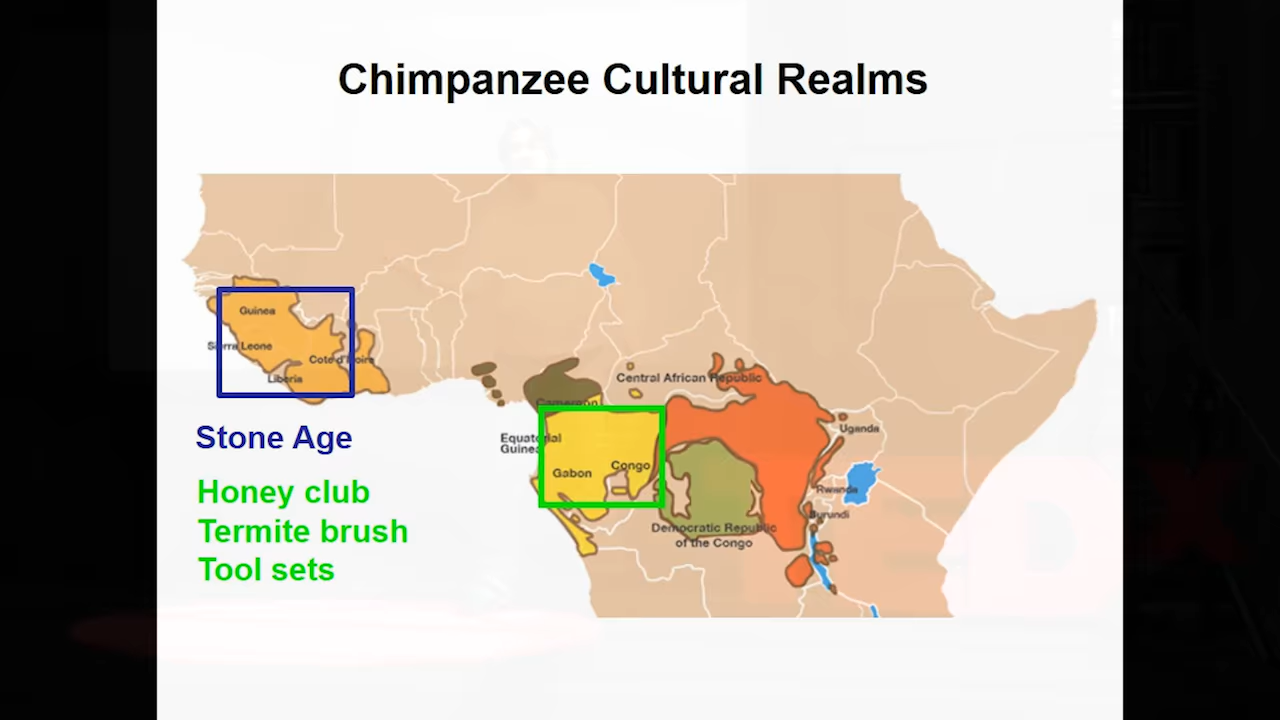 Chimpanzee Cultural Realms
Guinea
Sierra Leone
Cote d'Ivoire
Liberia
Central African Republic
Cameroon
Equatorial
Guinea
Gabon
Congo
Uganda
Rwanda
Burundi
Democratic Republic
of the Congo
Stone Age
Honey club
Termite brush
Tool sets